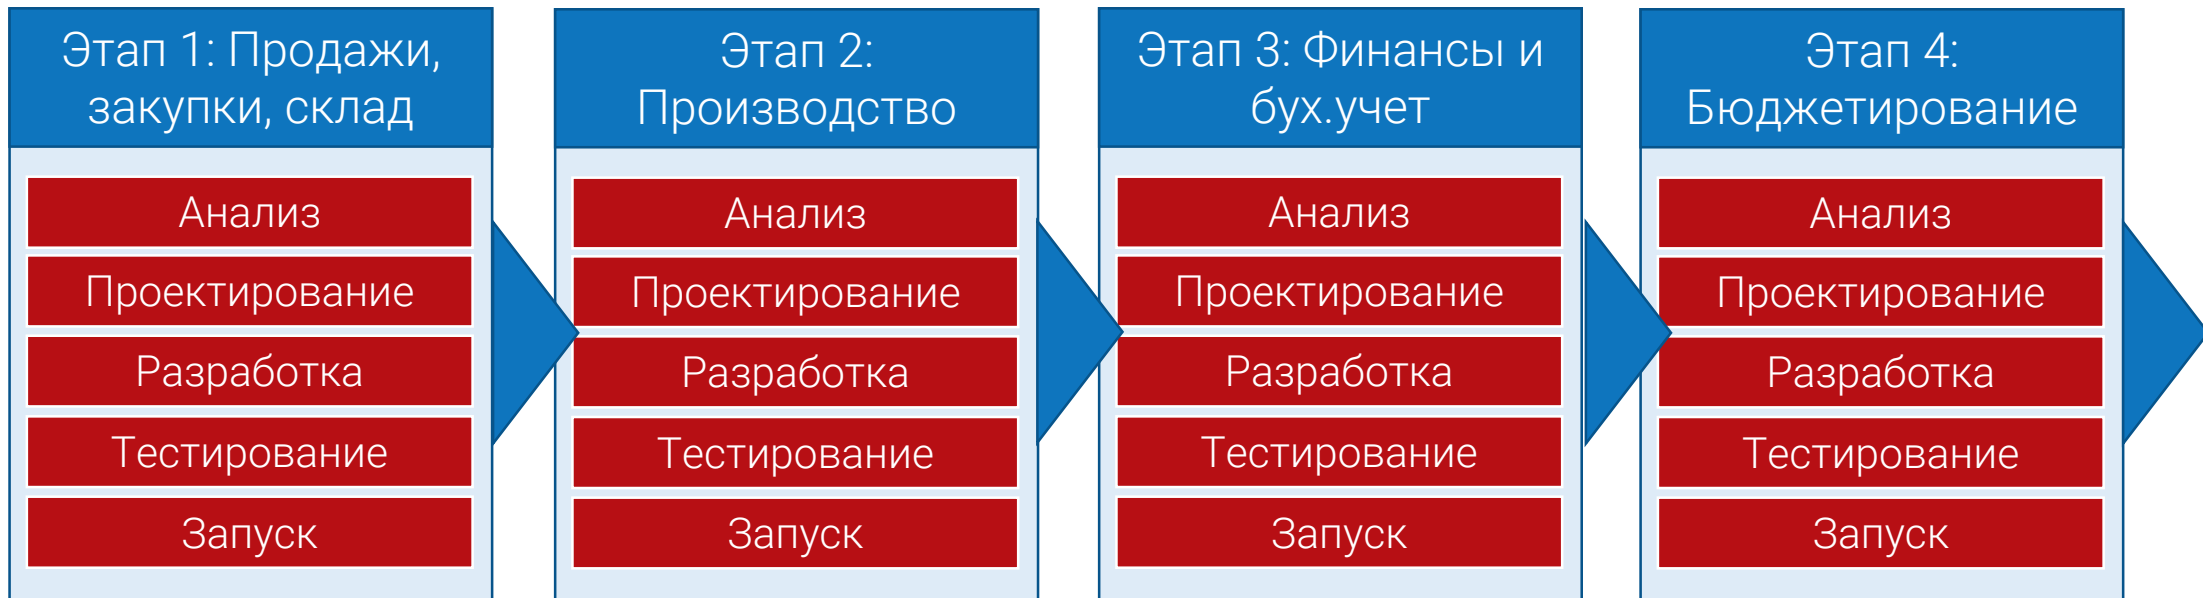 Этап 1: Продажи,
закупки, склад
Анализ
Проектирование
Разработка
Тестирование
Запуск
Этап 2:
Производство
Анализ
Проектирование
Разработка
Тестирование
Запуск
Этап 3: Финансы и
бух.учет
Анализ
Проектирование
Разработка
Тестирование
Запуск
Этап 4:
Бюджетирование
Анализ
Проектирование
Разработка
Тестирование
Запуск